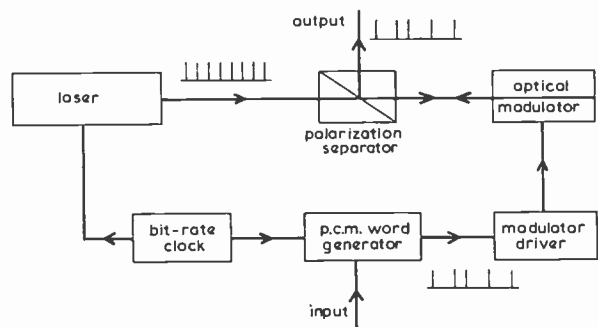 output
laser
optical
modulator
polarization
separator
bit-rate
clock
p.c.m. word
generator
modulator
driver
input